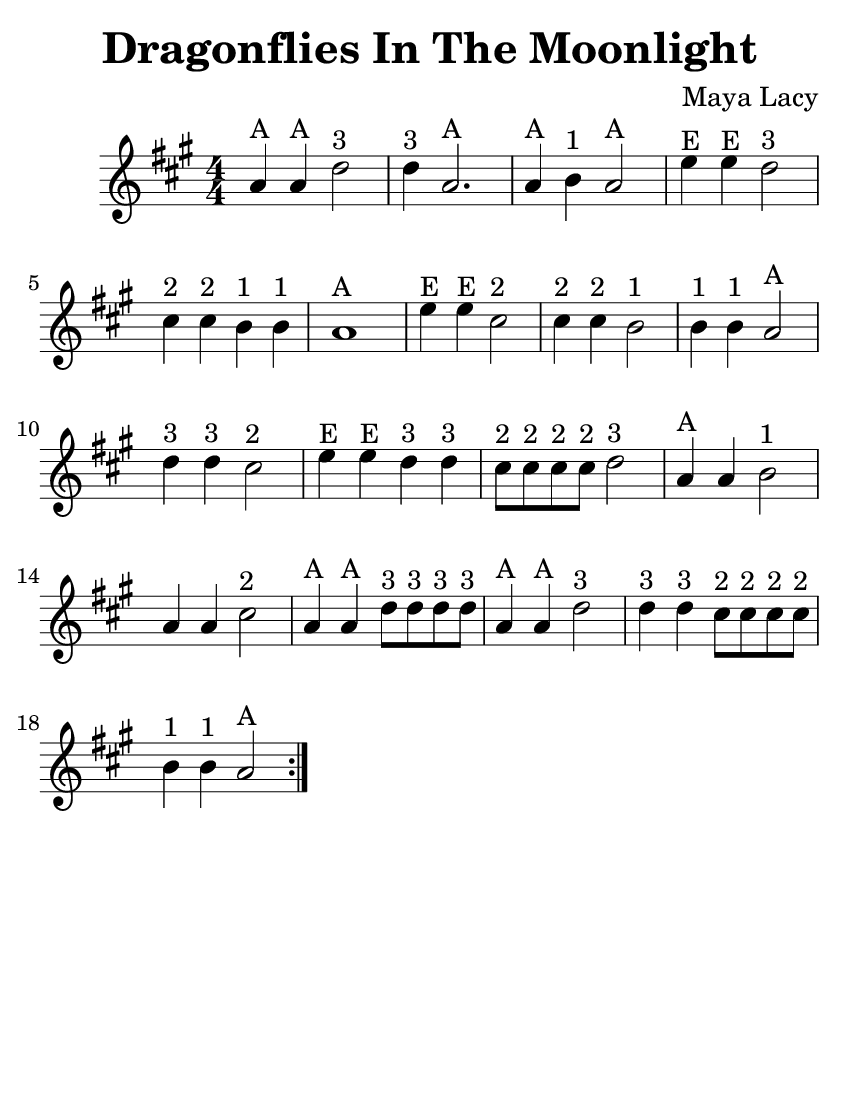 Dragonflies In The Moonlight
Maya Lacy
A A 3 3 A A 1 A E E 3
4
4
5
2 2 1 1 A E E 2 2 2 1 1 1 A
10
3 3 2 E E 3 3 2 2 2 2 3 A 1
14
2 A A 3 3 3 3 A A 3 3 3 2 2 2 2
18
1 1 A